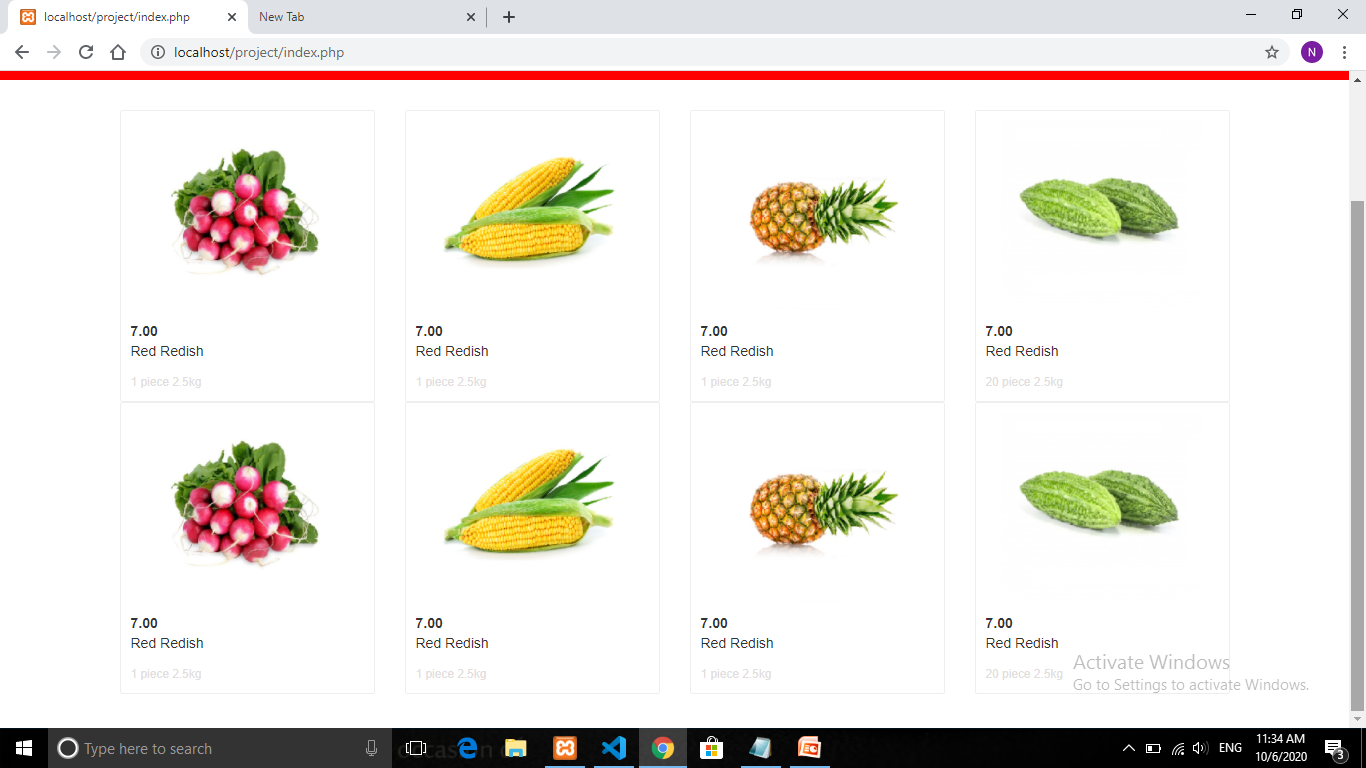 localhost/project/index.php
New Tab
localhost/project/index.php
N
7.00
Red Redish
1 piece 2.5kg
7.00
Red Redish
1 piece 2.5kg
7.00
Red Redish
1 piece 2.5kg
7.00
Red Redish
20 piece 2.5kg
7.00
Red Redish
1 piece 2.5kg
7.00
Red Redish
1 piece 2.5kg
7.00
Red Redish
1 piece 2.5kg
7.00
Red Redish
20 piece 2.5kg
Activate Windows
Go to Settings to activate Windows.
Type here to search
ENG
11:34 AM
10/6/2020
3